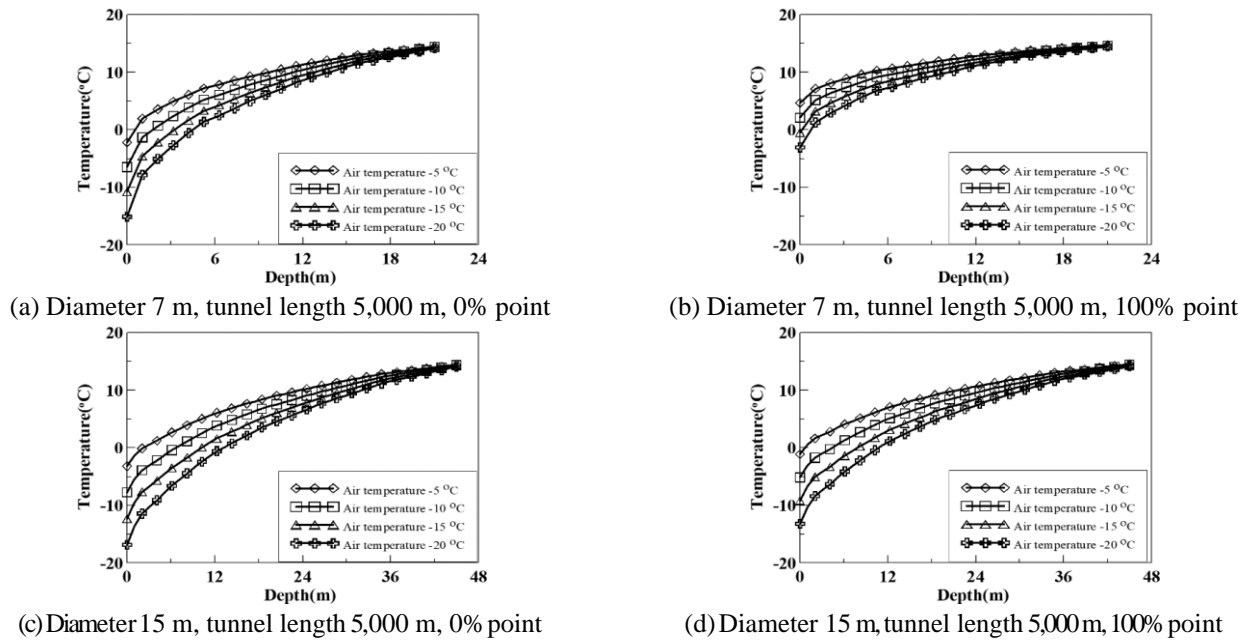 20
10
0
-10
-20
Temperature(°C)
Air temperature -5 °C
Air temperature -10 °C
Air temperature -15 °C
Air temperature -20 °C
0 6 12 18 24
Depth(m)
(a) Diameter 7 m, tunnel length 5,000 m, 0% point
20
10
0
-10
-20
Temperature(°C)
Air temperature -5 °C
Air temperature -10 °C
Air temperature -15 °C
Air temperature -20 °C
0 6 12 18 24
Depth(m)
(b) Diameter 7 m, tunnel length 5,000 m, 100% point
20
10
0
-10
-20
Temperature(°C)
Air temperature -5 °C
Air temperature -10 °C
Air temperature -15 °C
Air temperature -20 °C
0 12 24 36 48
Depth(m)
(c) Diameter 15 m, tunnel length 5,000 m, 0% point
20
10
0
-10
-20
Temperature(°C)
Air temperature -5 °C
Air temperature -10 °C
Air temperature -15 °C
Air temperature -20 °C
0 12 24 36 48
Depth(m)
(d) Diameter 15 m, tunnel length 5,000 m, 100% point